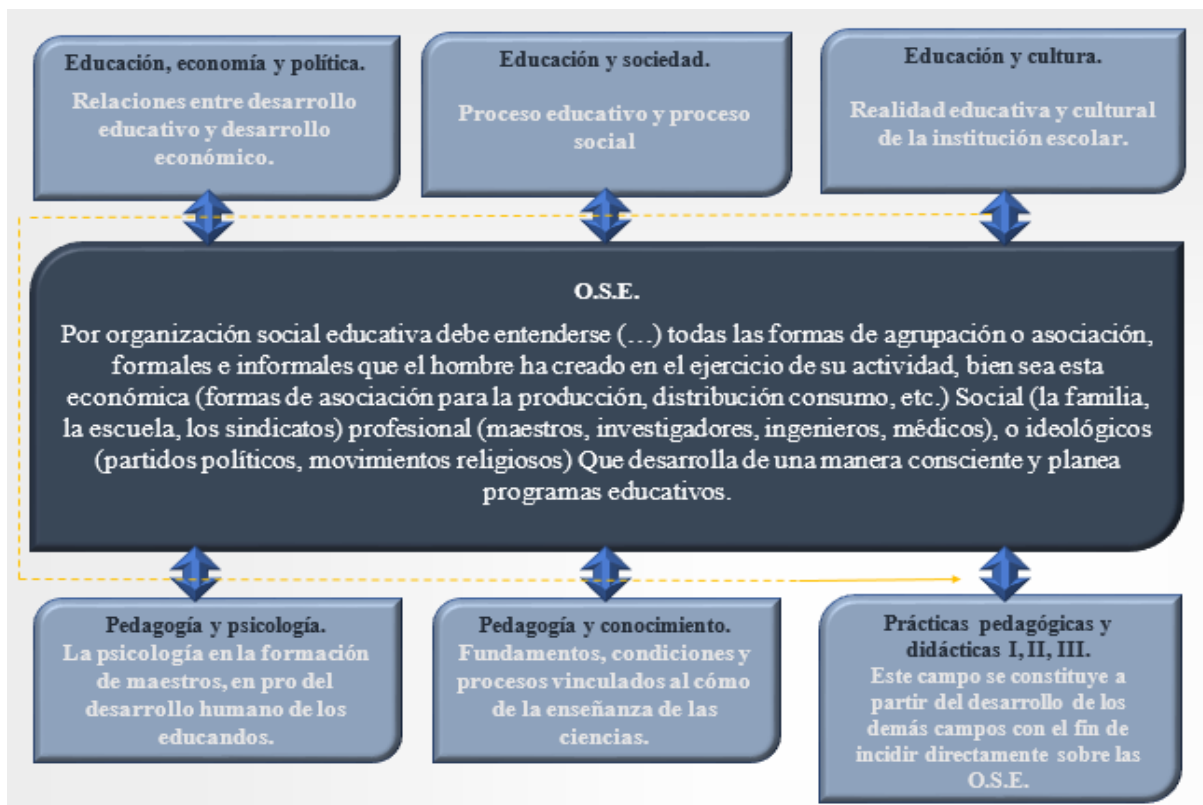 Educación, economía y política.
Relaciones entre desarrollo
educativo y desarrollo
económico.
Educación y sociedad.
Proceso educativo y proceso
social
Educación y cultura.
Realidad educativa y cultural
de la institución escolar.
O.S.E.
Por organización social educativa debe entenderse (…) todas las formas de agrupación o asociación,
formales e informales que el hombre ha creado en el ejercicio de su actividad, bien sea esta
económica (formas de asociación para la producción, distribución consumo, etc.) Social (la familia,
la escuela, los sindicatos) profesional (maestros, investigadores, ingenieros, médicos), o ideológicos
(partidos políticos, movimientos religiosos) Que desarrolla de una manera consciente y planea
programas educativos.
Pedagogía y psicología.
La psicología en la formación
de maestros, en pro del
desarrollo humano de los
educandos.
Pedagogía y conocimiento.
Fundamentos, condiciones y
procesos vinculados al cómo
de la enseñanza de las
ciencias.
Prácticas pedagógicas y
didácticas I, II, III.
Este campo se constituye a
partir del desarrollo de los
demás campos con el fín de
incidir directamente sobre las
O.S.E.